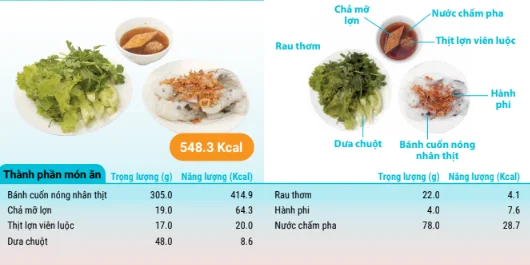 Chả mỡ
lợn
Nước chấm pha
Thịt lợn viên luộc
Rau thơm
Hành
phi
Dưa chuột
Bánh cuốn nóng
nhân thịt
548.3 Kcal
Thành phần món ăn Trọng lượng (g) Năng lượng (Kcal) Trọng lượng (g) Năng lượng (Kcal)
Bánh cuốn nóng nhân thịt 305.0 414.9 Rau thơm 22.0 4.1
Chả mỡ lợn 19.0 64.3 Hành phi 4.0 7.6
Thịt lợn viên luộc 17.0 20.0 Nước chấm pha 78.0 28.7
Dưa chuột 48.0 8.6